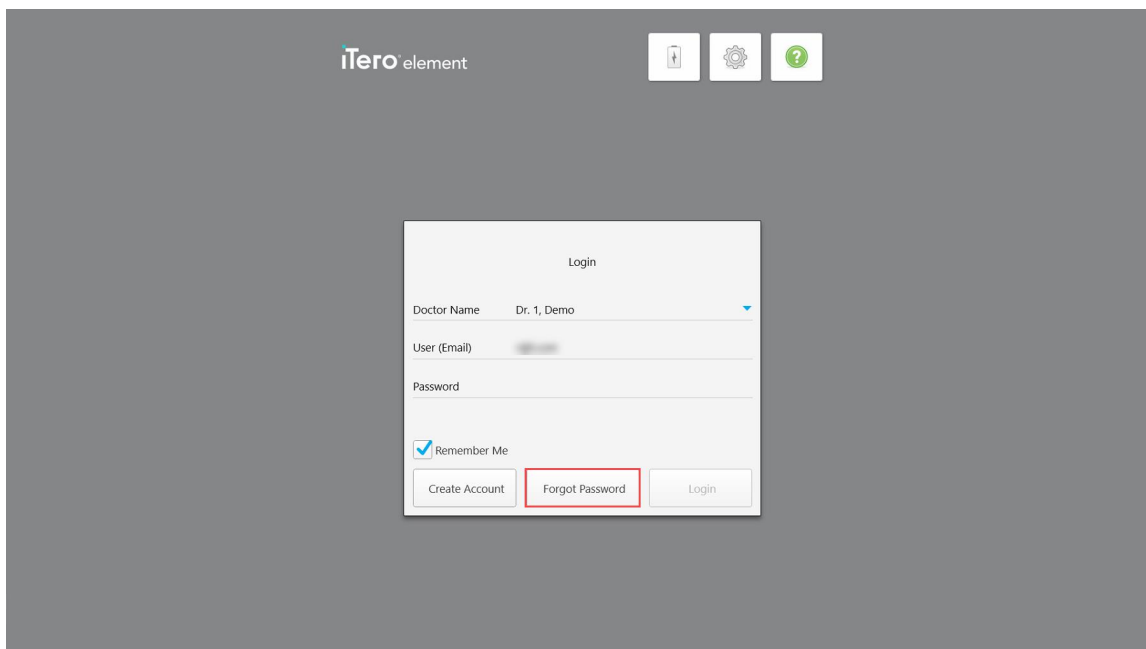 iTero element
?
Login
Doctor Name Dr. 1, Demo
User (Email)
Password
Remember Me
Create Account Forgot Password Login